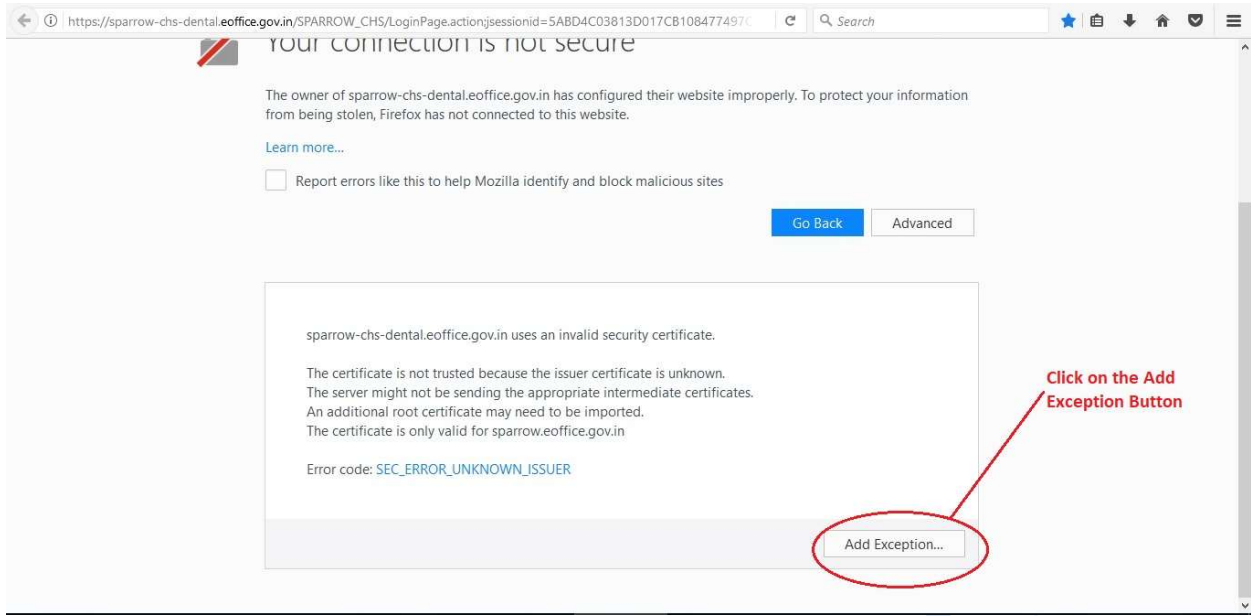 https://sparrow-chs-dental.eoffice.gov.in/SPARROW_CHS/LoginPage.action;jsessionid=5ABD4C03813D017CB108477497C
Search
Your connection is not secure
The owner of sparrow-chs-dental.eoffice.gov.in has configured their website improperly. To protect your information
from being stolen, Firefox has not connected to this website.
Learn more...
Report errors like this to help Mozilla identify and block malicious sites
Go Back
Advanced
sparrow-chs-dental.eoffice.gov.in uses an invalid security certificate.
The certificate is not trusted because the issuer certificate is unknown.
The server might not be sending the appropriate intermediate certificates.
An additional root certificate may need to be imported.
The certificate is only valid for sparrow.eoffice.gov.in
Error code: SEC_ERROR_UNKNOWN_ISSUER
Click on the Add
Exception Button
Add Exception...